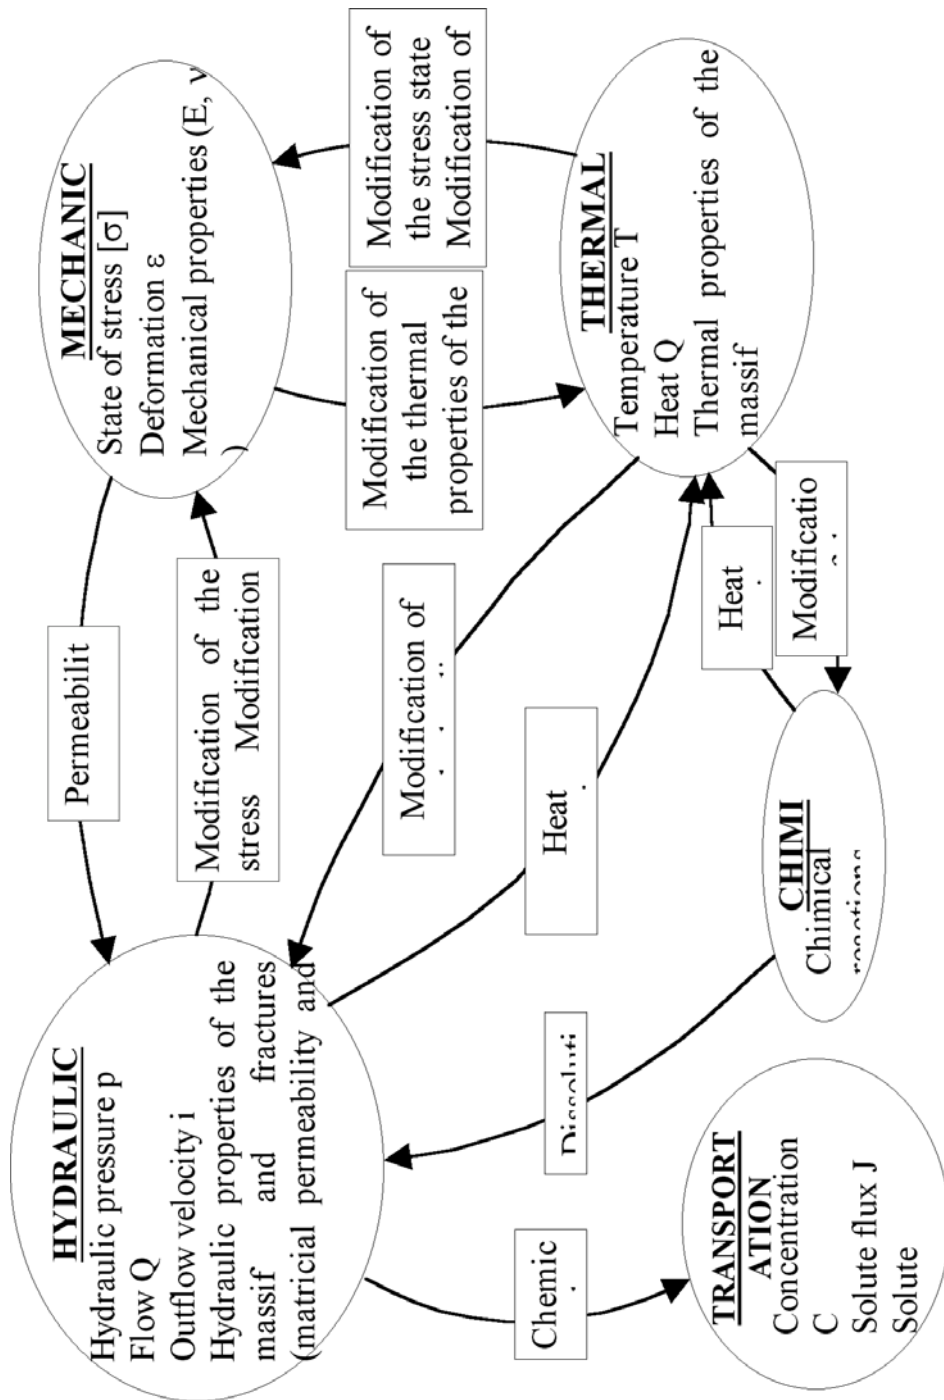 HYDRAULIC
Hydraulic pressure p
Flow Q
Outflow velocity i
Hydraulic properties of the
massif and fractures
(matricial permeability and
Permeabilit
Modification of the
stress Modification
MECHANIC
State of stress [σ]
Deformation ε
Mechanical properties (E, ν
)
Modification of
Heat
Modification of
the thermal
properties of the
Modification of
the stress state
Modification of
Chemic
TRANSPORT
ATION
Concentration
C
Solute flux J
Solute
CHIMI
Chimical
Heat
Modificatio
THERMAL
Temperature T
Heat Q
Thermal properties of the
massif